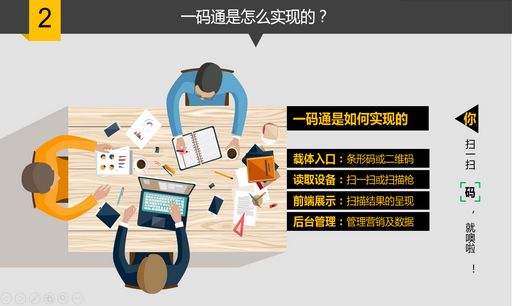 2
一码通是怎么实现的？
一码通是如何实现的
载体入口：条形码或二维码
读取设备：扫一扫或扫描枪
前端展示：扫描结果的呈现
后台管理：管理营销及数据
你扫一扫码，就噢啦！